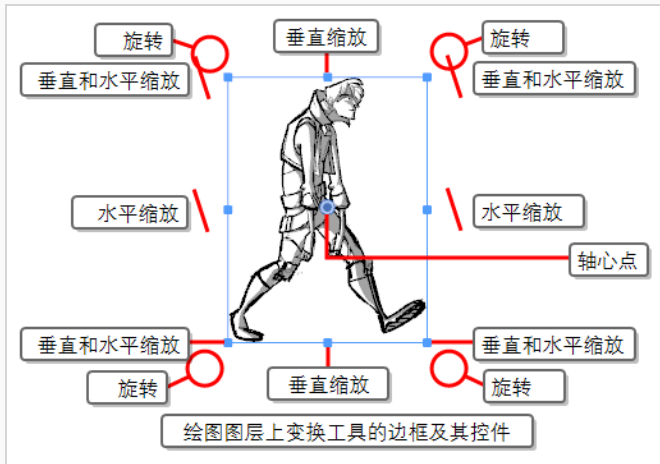 旋转
垂直缩放
旋转
垂直和水平缩放
垂直和水平缩放
水平缩放
水平缩放
轴心点
垂直和水平缩放
垂直和水平缩放
旋转
垂直缩放
旋转
绘图图层上变换工具的边框及其控件